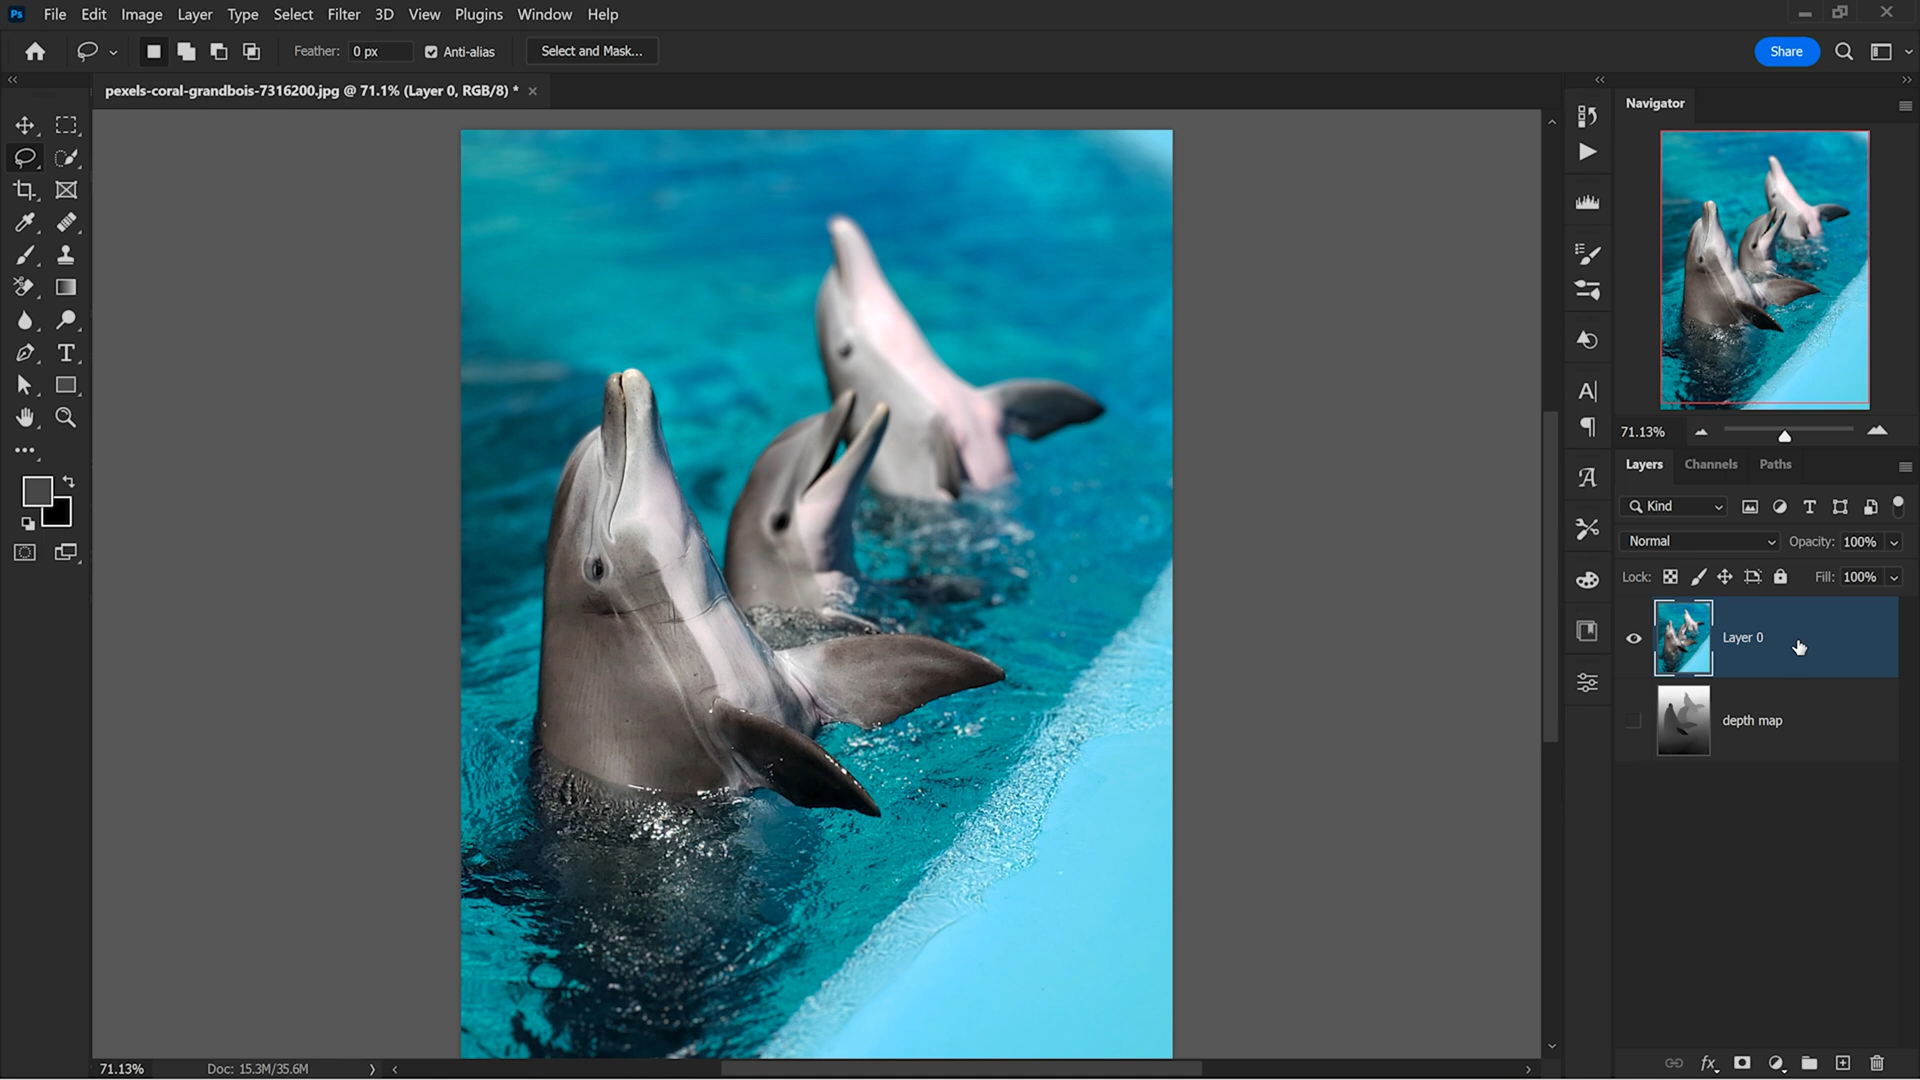 Ps File Edit Image Layer Type Select Filter 3D View Plugins Window Help
Feather: 0 px Anti-alias Select and Mask... Share
pexels-coral-grandbois-7316200.jpg @ 71.1% (Layer 0, RGB/8) *
Navigator
71.13%
Layers Channels Paths
Kind
Normal Opacity: 100%
Lock: Fill: 100%
Layer 0
depth map
71.13% Doc: 15.3M/35.6M